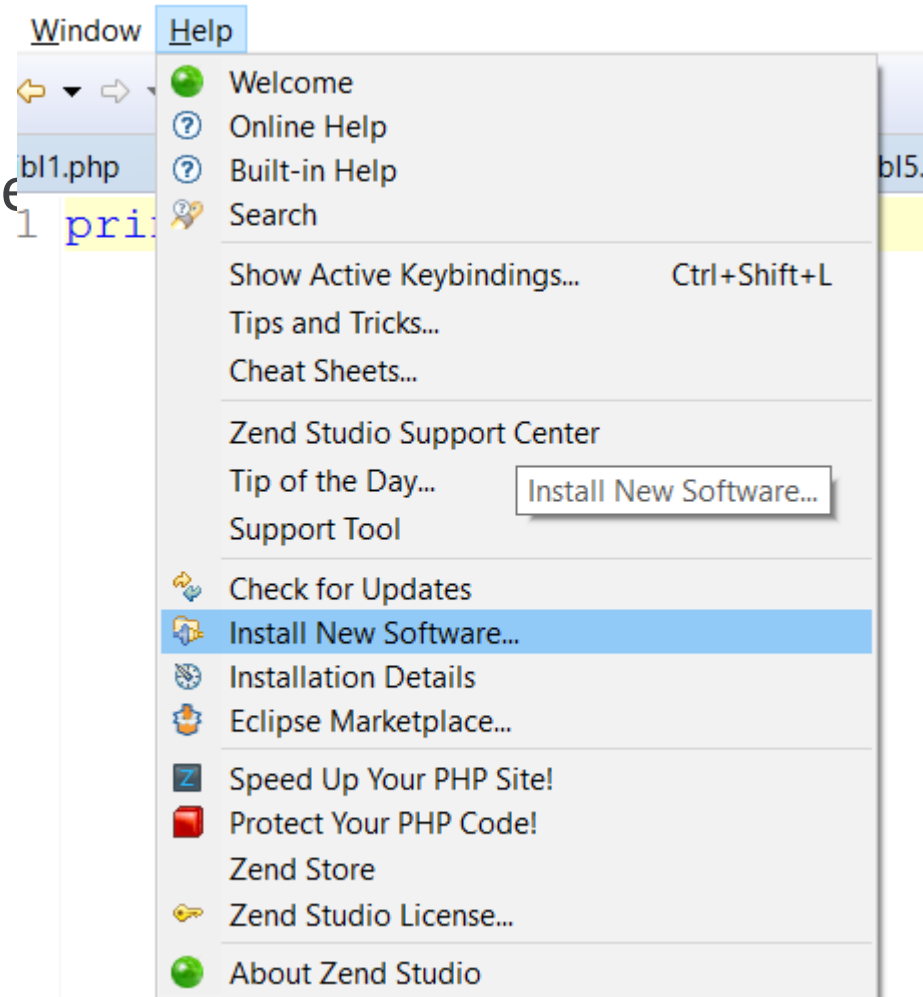 Window Help
Welcome
Online Help
bl1.php Built-in Help bl5.
e
1 pri Search
Show Active Keybindings... Ctrl+Shift+L
Tips and Tricks...
Cheat Sheets...
Zend Studio Support Center
Tip of the Day... Install New Software...
Support Tool
Check for Updates
Install New Software...
Installation Details
Eclipse Marketplace...
Speed Up Your PHP Site!
Protect Your PHP Code!
Zend Store
Zend Studio License...
About Zend Studio